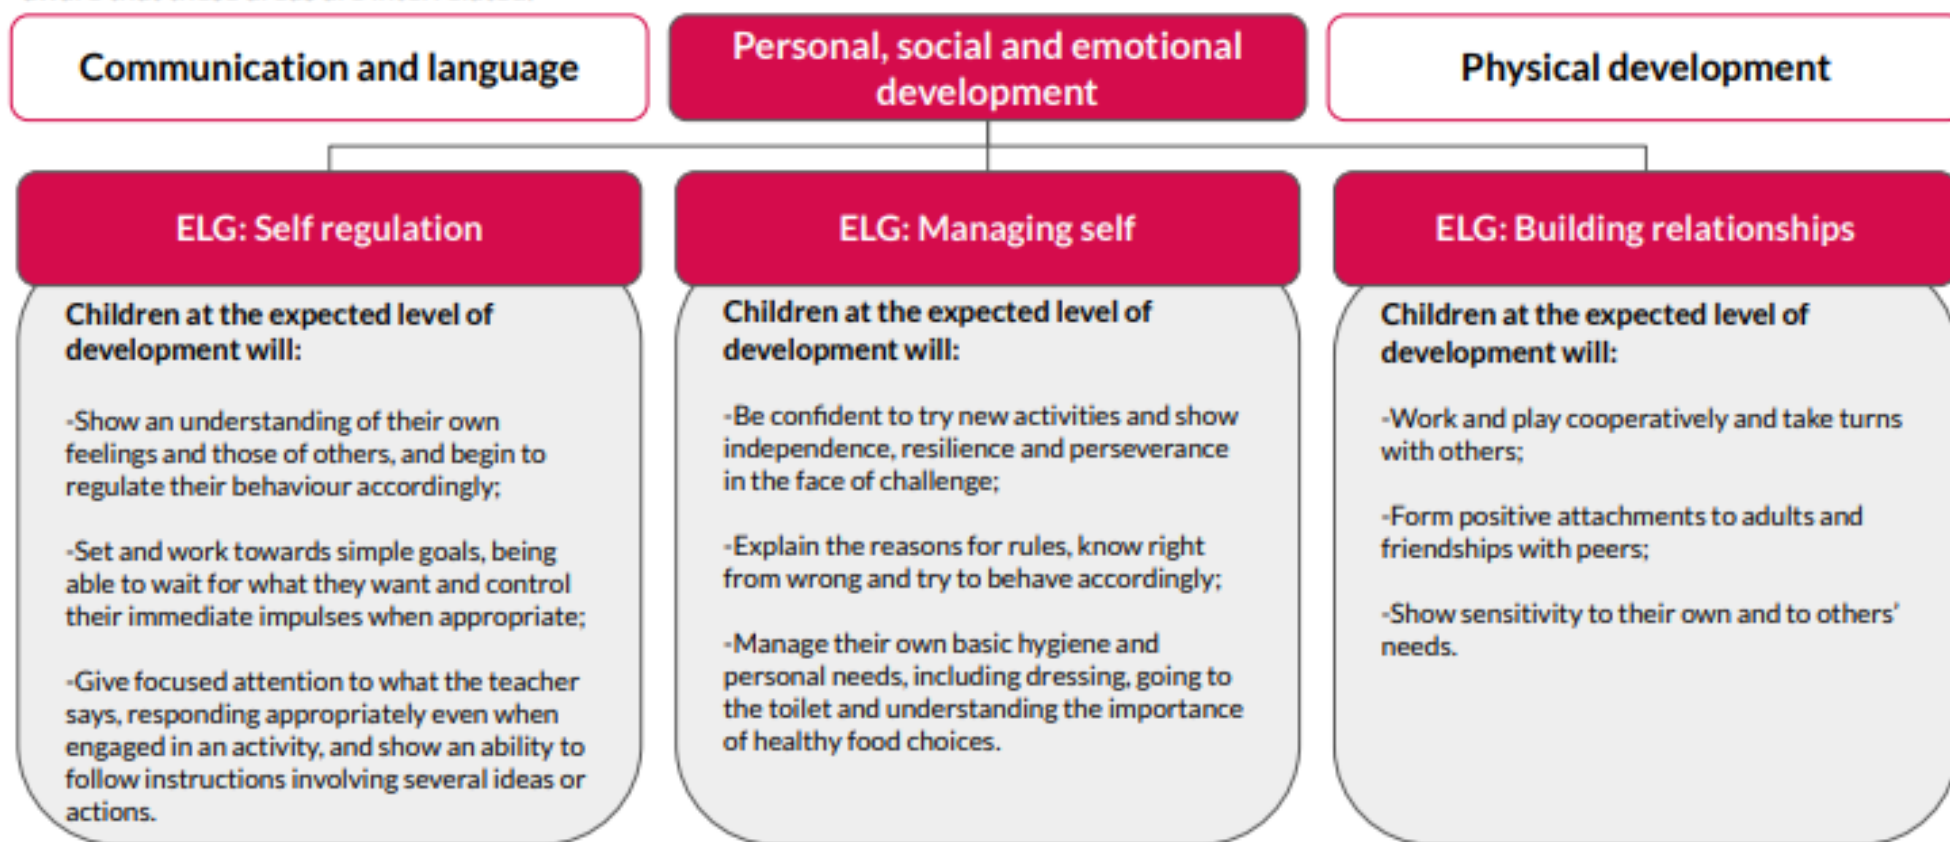 Communication and language
Personal, social and emotional
development
Physical development
ELG: Self regulation
Children at the expected level of
development will:
-Show an understanding of their own
feelings and those of others, and begin to
regulate their behaviour accordingly;
-Set and work towards simple goals, being
able to wait for what they want and control
their immediate impulses when appropriate;
-Give focused attention to what the teacher
says, responding appropriately even when
engaged in an activity, and show an ability to
follow instructions involving several ideas or
actions.
ELG: Managing self
Children at the expected level of
development will:
-Be confident to try new activities and show
independence, resilience and perseverance
in the face of challenge;
-Explain the reasons for rules, know right
from wrong and try to behave accordingly;
-Manage their own basic hygiene and
personal needs, including dressing, going to
the toilet and understanding the importance
of healthy food choices.
ELG: Building relationships
Children at the expected level of
development will:
-Work and play cooperatively and take turns
with others;
-Form positive attachments to adults and
friendships with peers;
-Show sensitivity to their own and to others’
needs.